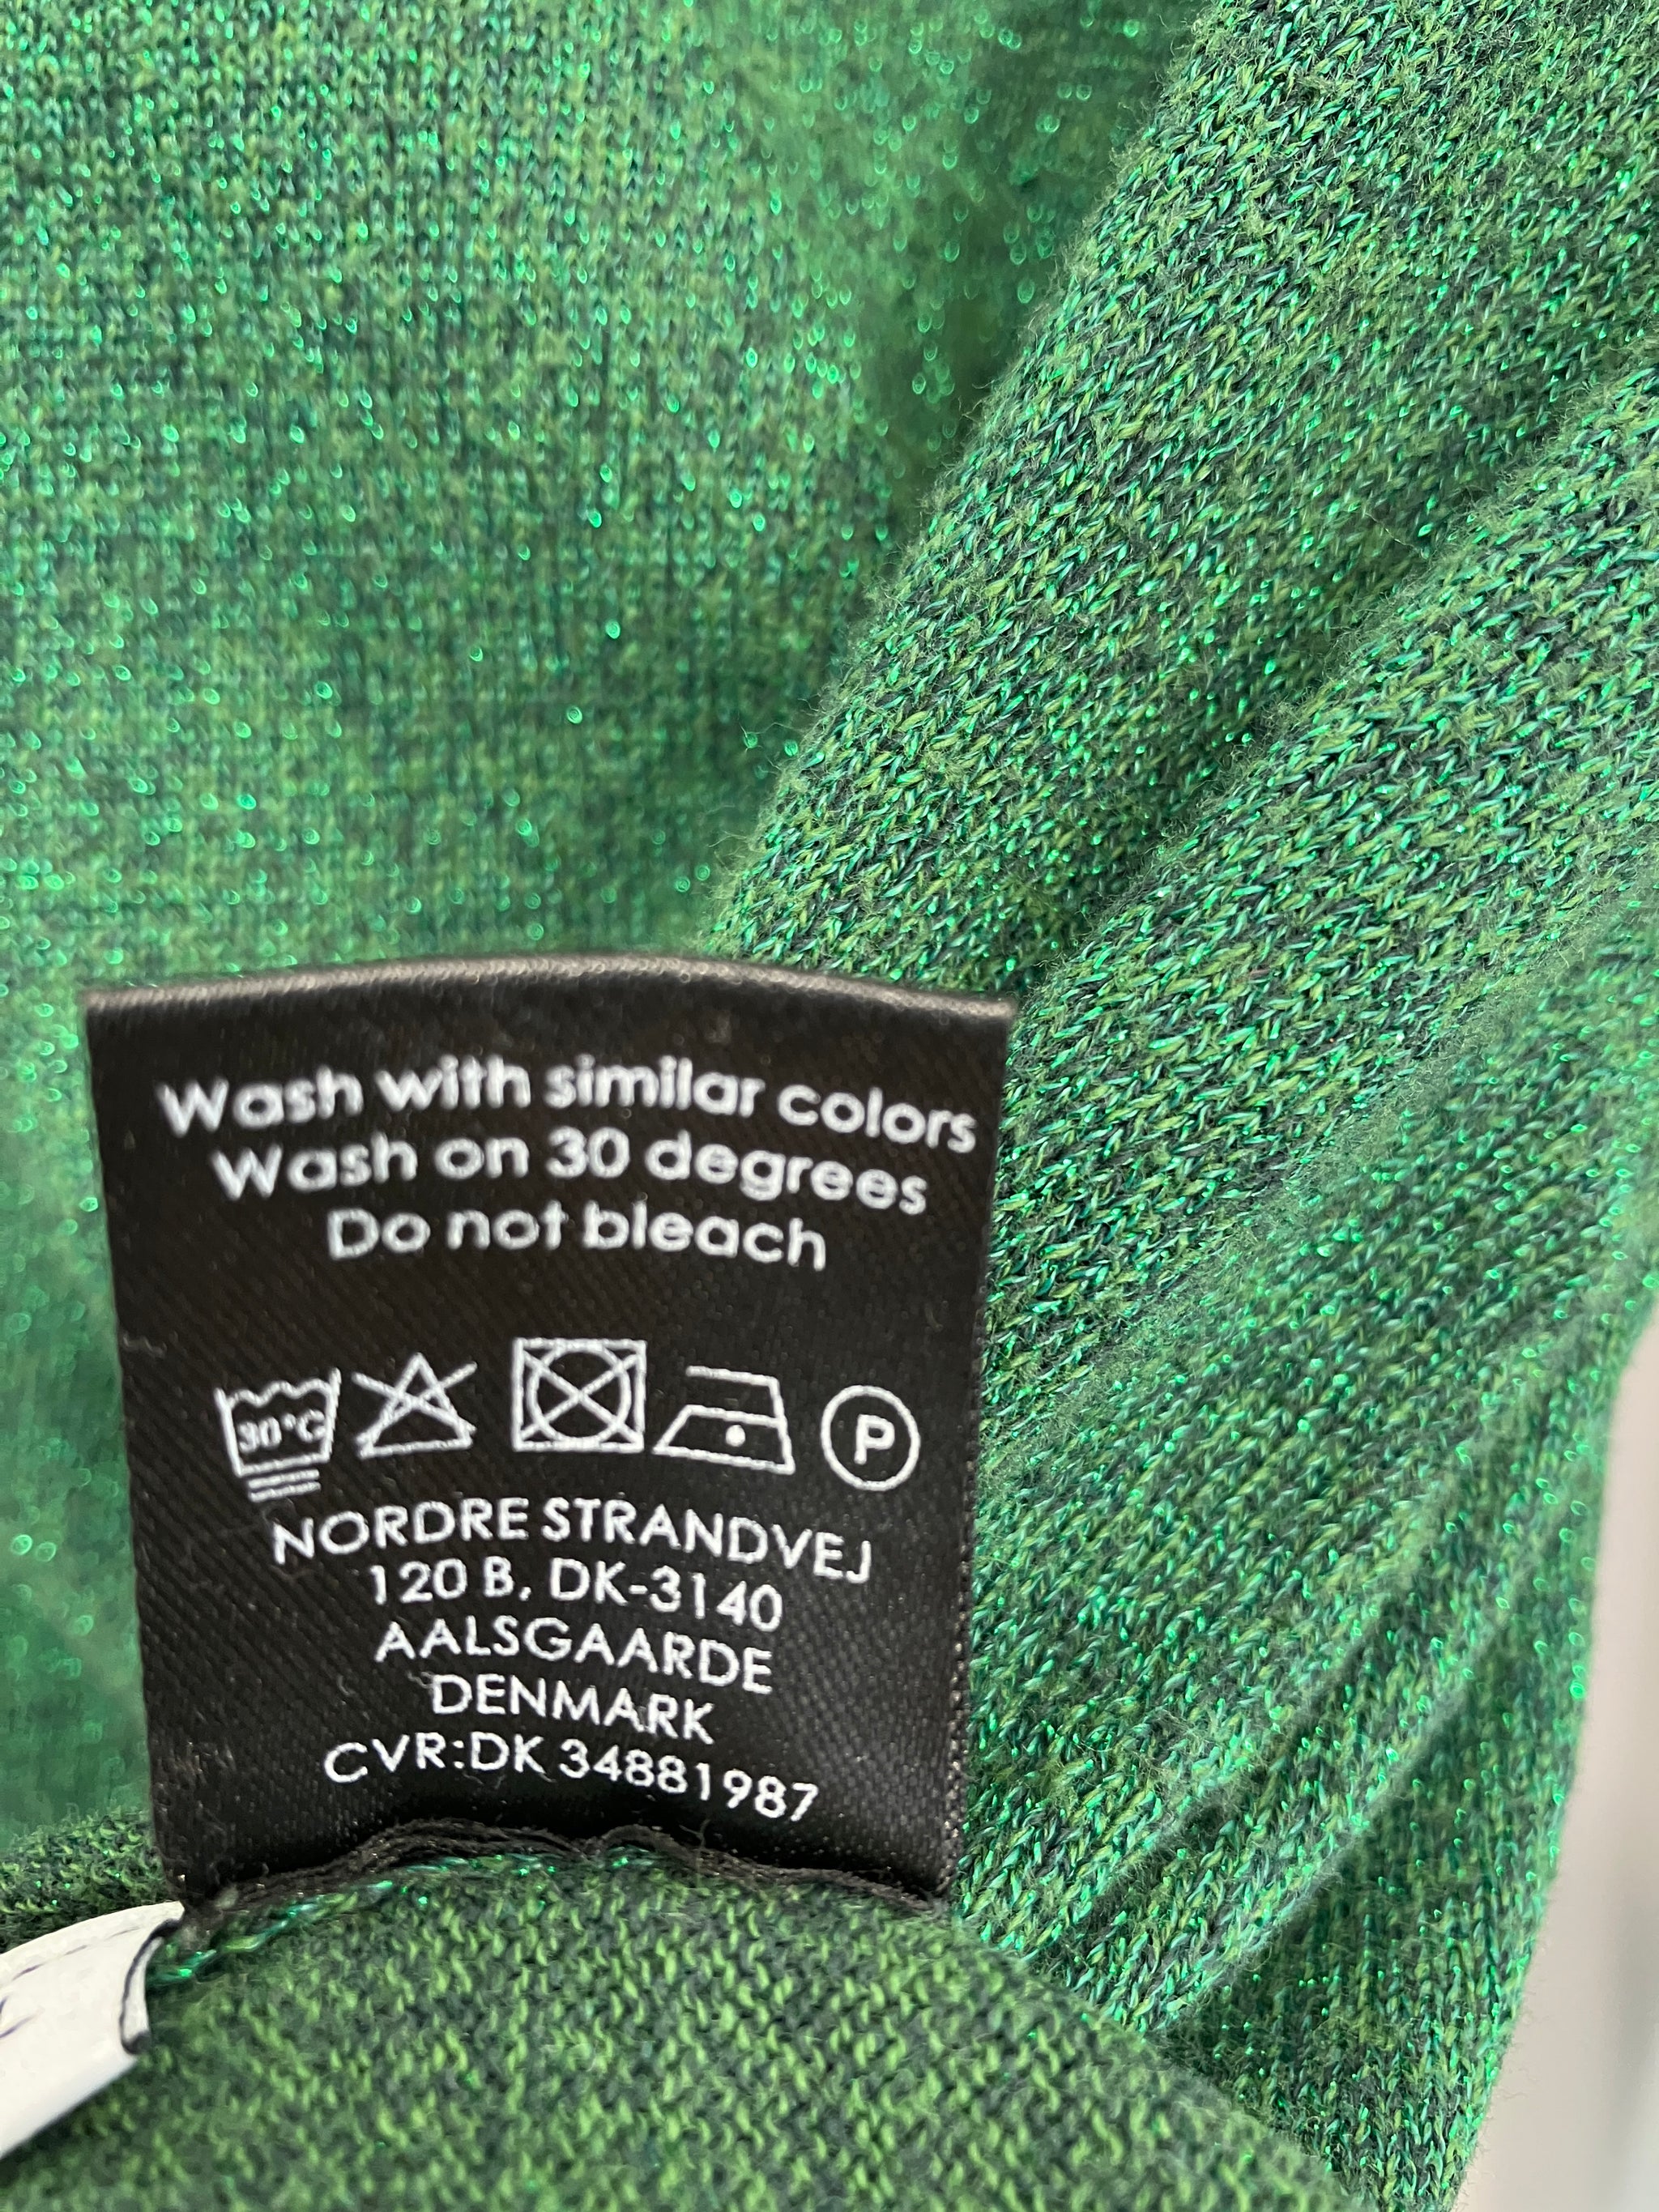 Wash with similar colors
Wash on 30 degrees
Do not bleach
30°C P
NORDRE STRANDVEJ
120 B, DK-3140
AALSGAARDE
DENMARK
CVR:DK 34881987